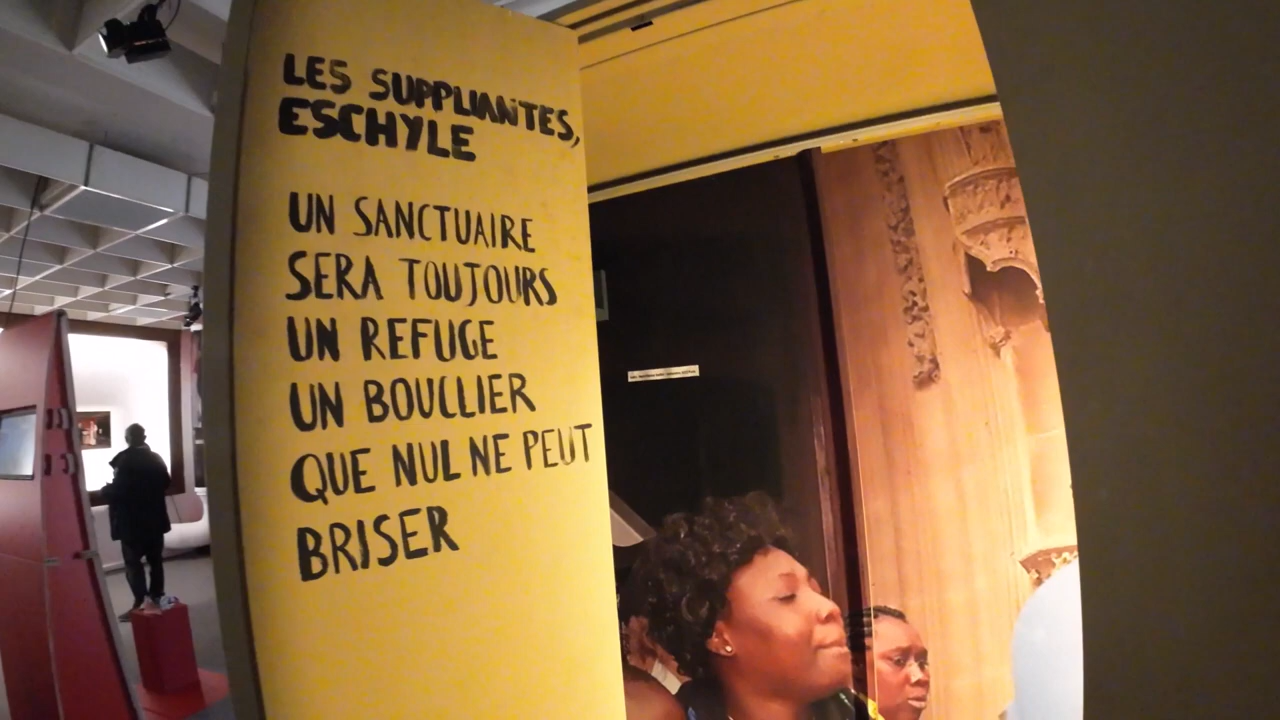 LES SUPPLIANTES,
ESCHYLE
UN SANCTUAIRE
SERA TOUJOURS
UN REFUGE
UN BOUCLIER
QUE NUL NE PEUT
BRISER